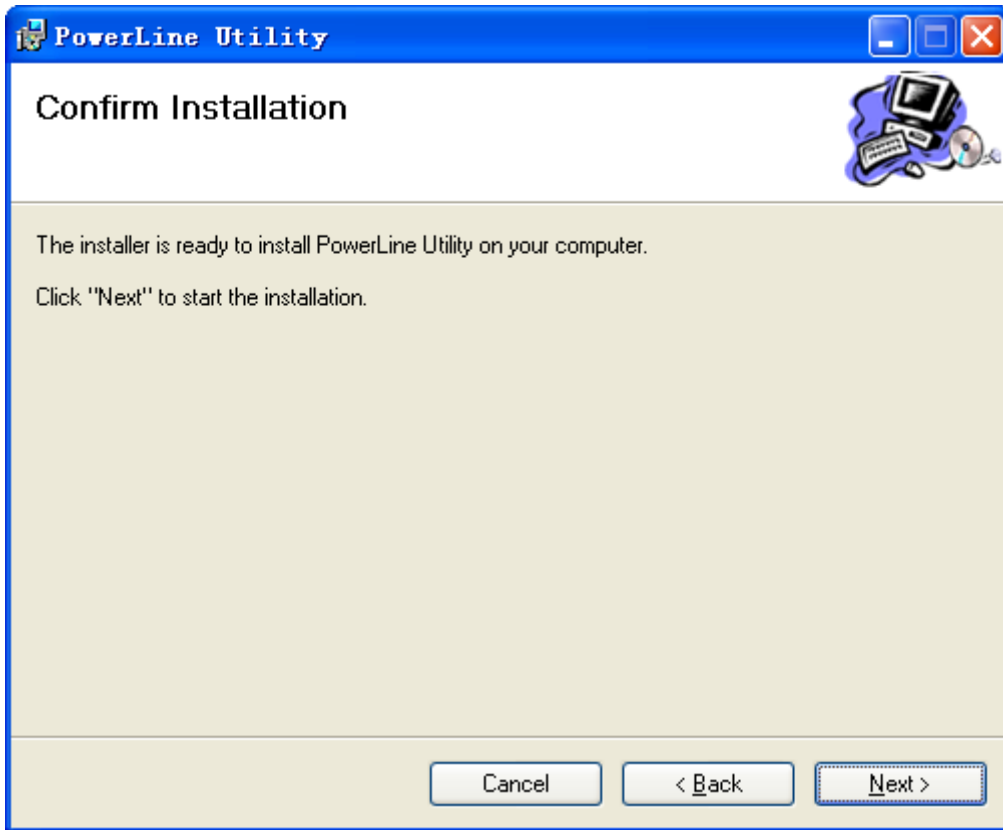 PowerLine Utility
Confirm Installation
The installer is ready to install PowerLine Utility on your computer.
Click "Next" to start the installation.
Cancel
< Back
Next >